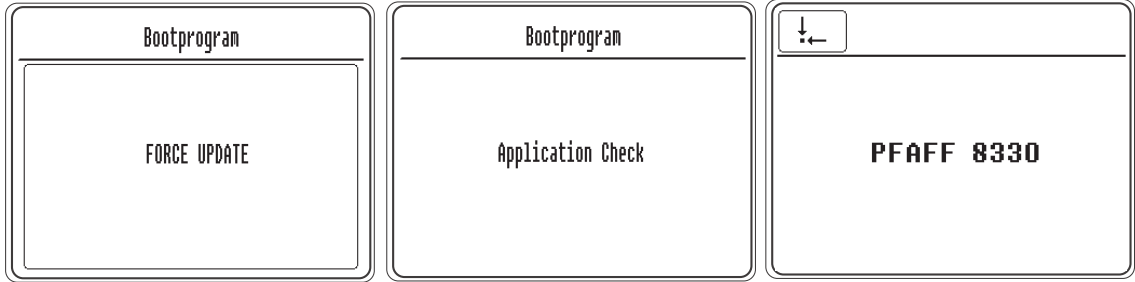 Bootprogram
FORCE UPDATE
Bootprogram
Application Check
PFAFF 8330